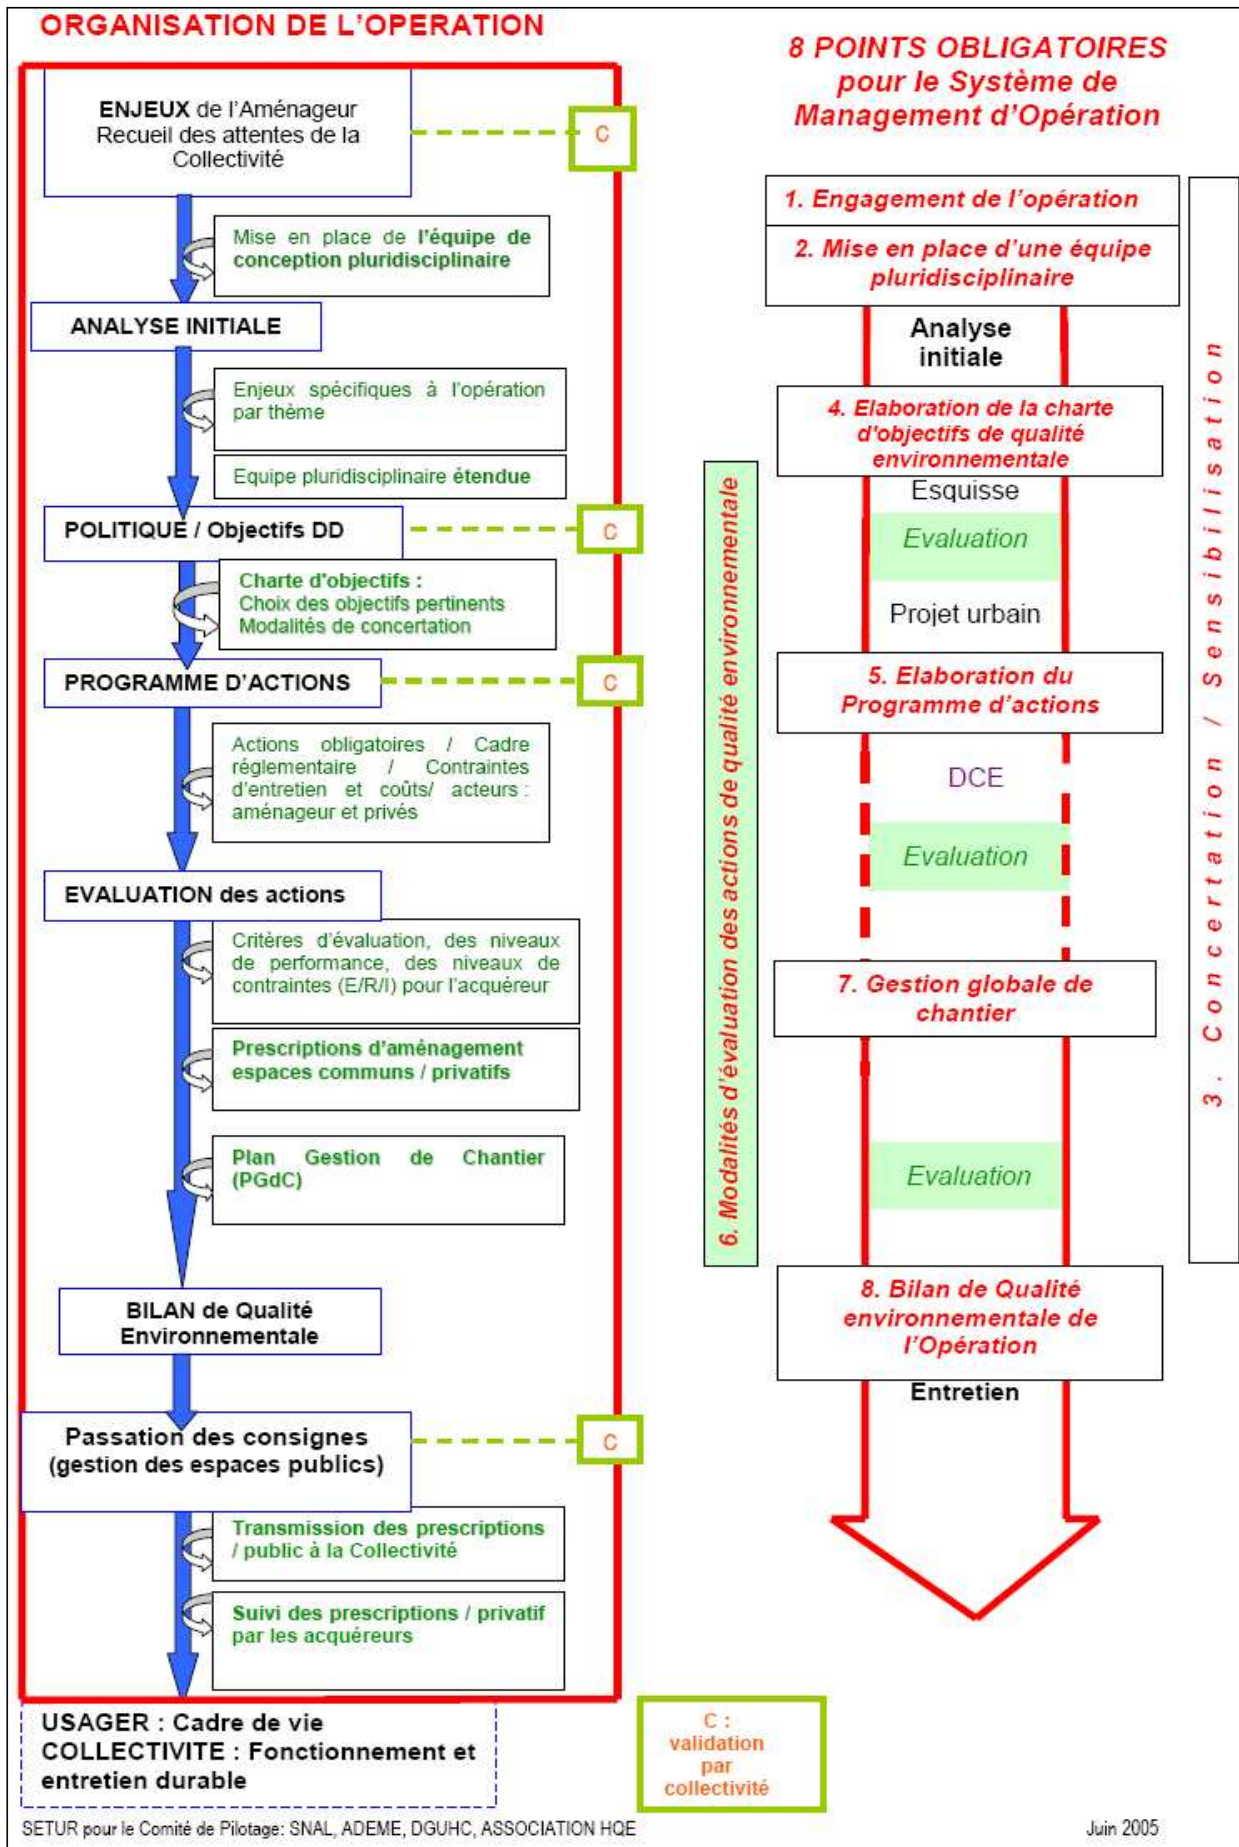 ORGANISATION DE L'OPERATION
ENJEUX de l'Aménageur
Recueil des attentes de la
Collectivité
C
Mise en place de l'équipe de
conception pluridisciplinaire
ANALYSE INITIALE
Enjeux spécifiques à l'opération
par thème
Equipe pluridisciplinaire étendue
POLITIQUE / Objectifs DD
C
Charte d'objectifs :
Choix des objectifs pertinents
Modalités de concertation
PROGRAMME D'ACTIONS
C
Actions obligatoires / Cadre
réglementaire / Contraintes
d'entretien et coûts/ acteurs :
aménageur et privés
EVALUATION des actions
Critères d'évaluation, des niveaux
de performance, des niveaux de
contraintes (E/R/I) pour l'acquéreur
Prescriptions d'aménagement
espaces communs / privatifs
Plan Gestion de Chantier
(PGdC)
BILAN de Qualité
Environnementale
Passation des consignes
(gestion des espaces publics)
C
Transmission des prescriptions
/ public à la Collectivité
Suivi des prescriptions / privatif
par les acquéreurs
USAGER : Cadre de vie
COLLECTIVITE : Fonctionnement et
entretien durable
C :
validation
par
collectivité
8 POINTS OBLIGATOIRES
pour le Système de
Management d'Opération
1. Engagement de l'opération
2. Mise en place d'une équipe
pluridisciplinaire
Analyse
initiale
4. Elaboration de la charte
d'objectifs de qualité
environnementale
Esquisse
Evaluation
Projet urbain
5. Elaboration du
Programme d'actions
DCE
Evaluation
7. Gestion globale de
chantier
Evaluation
8. Bilan de Qualité
environnementale de
l'Opération
Entretien
6. Modalités d'évaluation des actions de qualité environnementale
3. Concertation / Sensibilisation
SETUR pour le Comité de Pilotage: SNAL, ADEME, DGUHC, ASSOCIATION HQE
Juin 2005